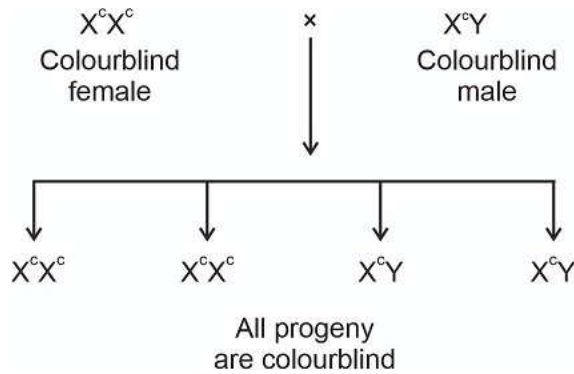 XᶜXᶜ × XᶜY
Colourblind female Colourblind male
XᶜXᶜ XᶜXᶜ XᶜY XᶜY
All progeny
are colourblind